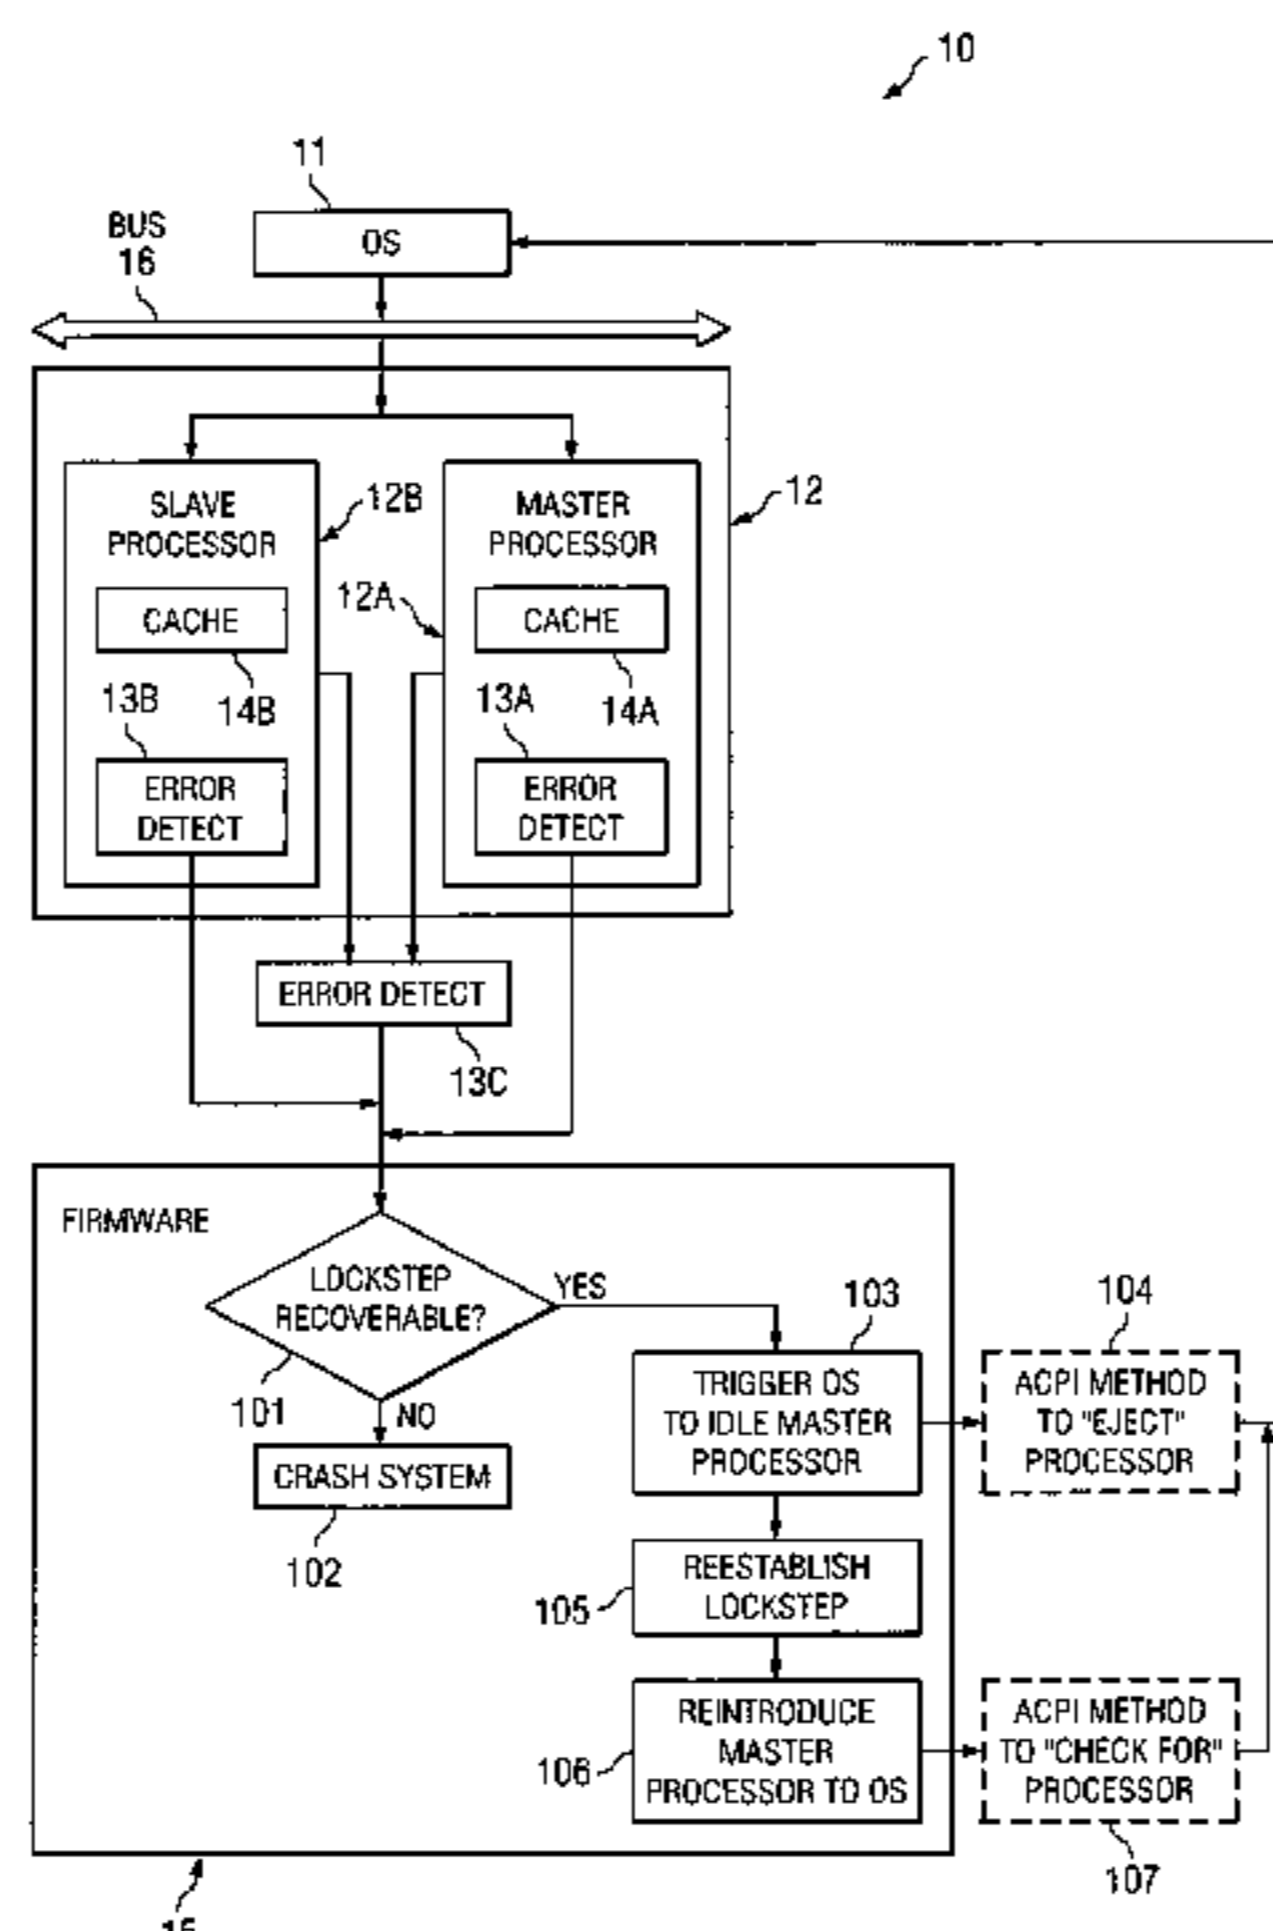 10
11
BUS
16
OS
SLAVE
PROCESSOR
12B
MASTER
PROCESSOR
12
12A
CACHE
CACHE
13B
14B
13A
14A
ERROR
DETECT
ERROR
DETECT
ERROR DETECT
13C
FIRMWARE
LOCKSTEP
RECOVERABLE?
YES
101
NO
CRASH SYSTEM
102
103
TRIGGER OS
TO IDLE MASTER
PROCESSOR
104
ACPI METHOD
TO "EJECT"
PROCESSOR
REESTABLISH
LOCKSTEP
105
REINTRODUCE
MASTER
PROCESSOR TO OS
106
ACPI METHOD
TO "CHECK FOR"
PROCESSOR
107
15